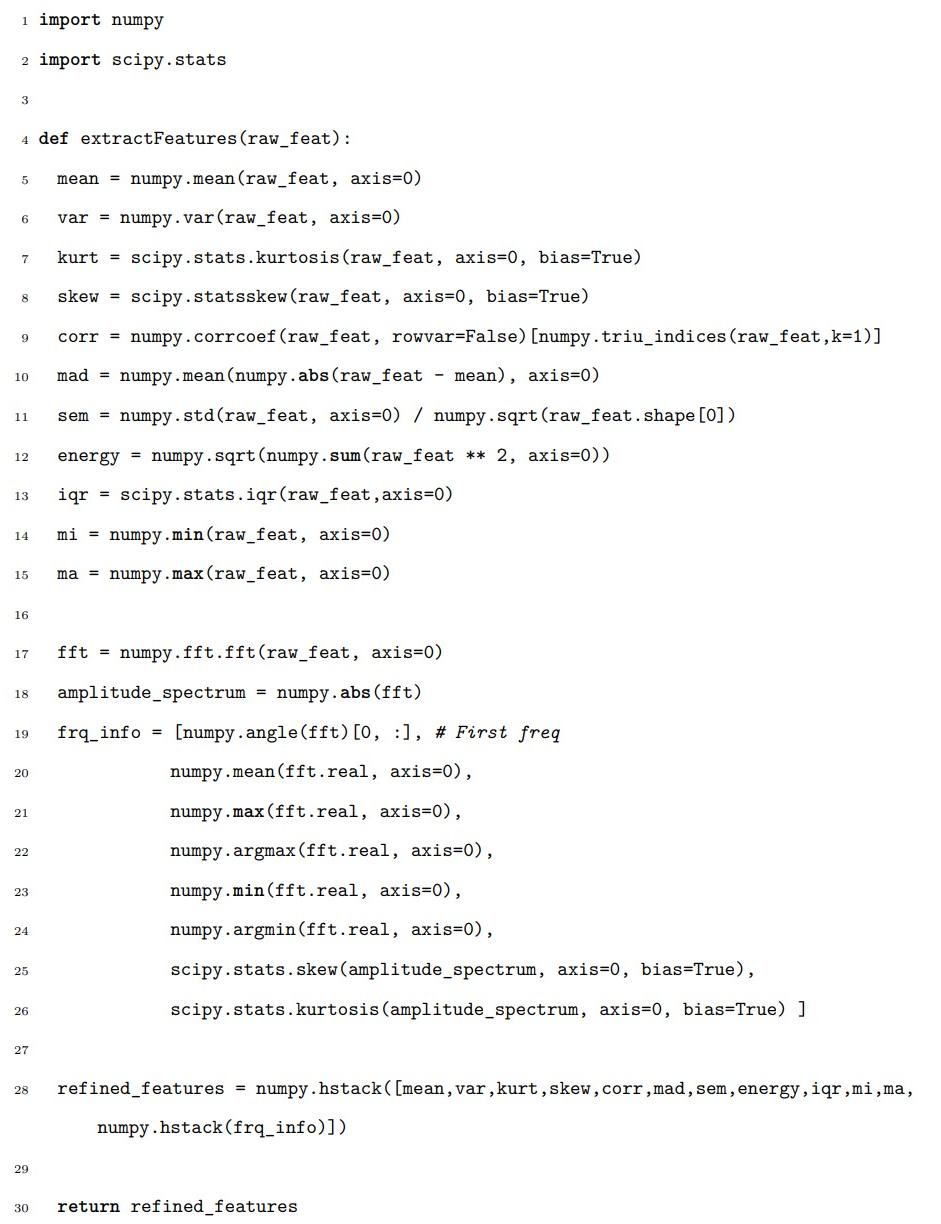 1 import numpy
2 import scipy.stats
3
4 def extractFeatures(raw_feat):
5   mean = numpy.mean(raw_feat, axis=0)
6   var = numpy.var(raw_feat, axis=0)
7   kurt = scipy.stats.kurtosis(raw_feat, axis=0, bias=True)
8   skew = scipy.statsskew(raw_feat, axis=0, bias=True)
9   corr = numpy.corrcoef(raw_feat, rowvar=False)[numpy.triu_indices(raw_feat,k=1)]
10   mad = numpy.mean(numpy.abs(raw_feat - mean), axis=0)
11   sem = numpy.std(raw_feat, axis=0) / numpy.sqrt(raw_feat.shape[0])
12   energy = numpy.sqrt(numpy.sum(raw_feat ** 2, axis=0))
13   iqr = scipy.stats.iqr(raw_feat,axis=0)
14   mi = numpy.min(raw_feat, axis=0)
15   ma = numpy.max(raw_feat, axis=0)
16
17   fft = numpy.fft.fft(raw_feat, axis=0)
18   amplitude_spectrum = numpy.abs(fft)
19   frq_info = [numpy.angle(fft)[0, :], # First freq
20             numpy.mean(fft.real, axis=0),
21             numpy.max(fft.real, axis=0),
22             numpy.argmax(fft.real, axis=0),
23             numpy.min(fft.real, axis=0),
24             numpy.argmin(fft.real, axis=0),
25             scipy.stats.skew(amplitude_spectrum, axis=0, bias=True),
26             scipy.stats.kurtosis(amplitude_spectrum, axis=0, bias=True) ]
27
28   refined_features = numpy.hstack([mean,var,kurt,skew,corr,mad,sem,energy,iqr,mi,ma,
numpy.hstack(frq_info)])
29
30   return refined_features